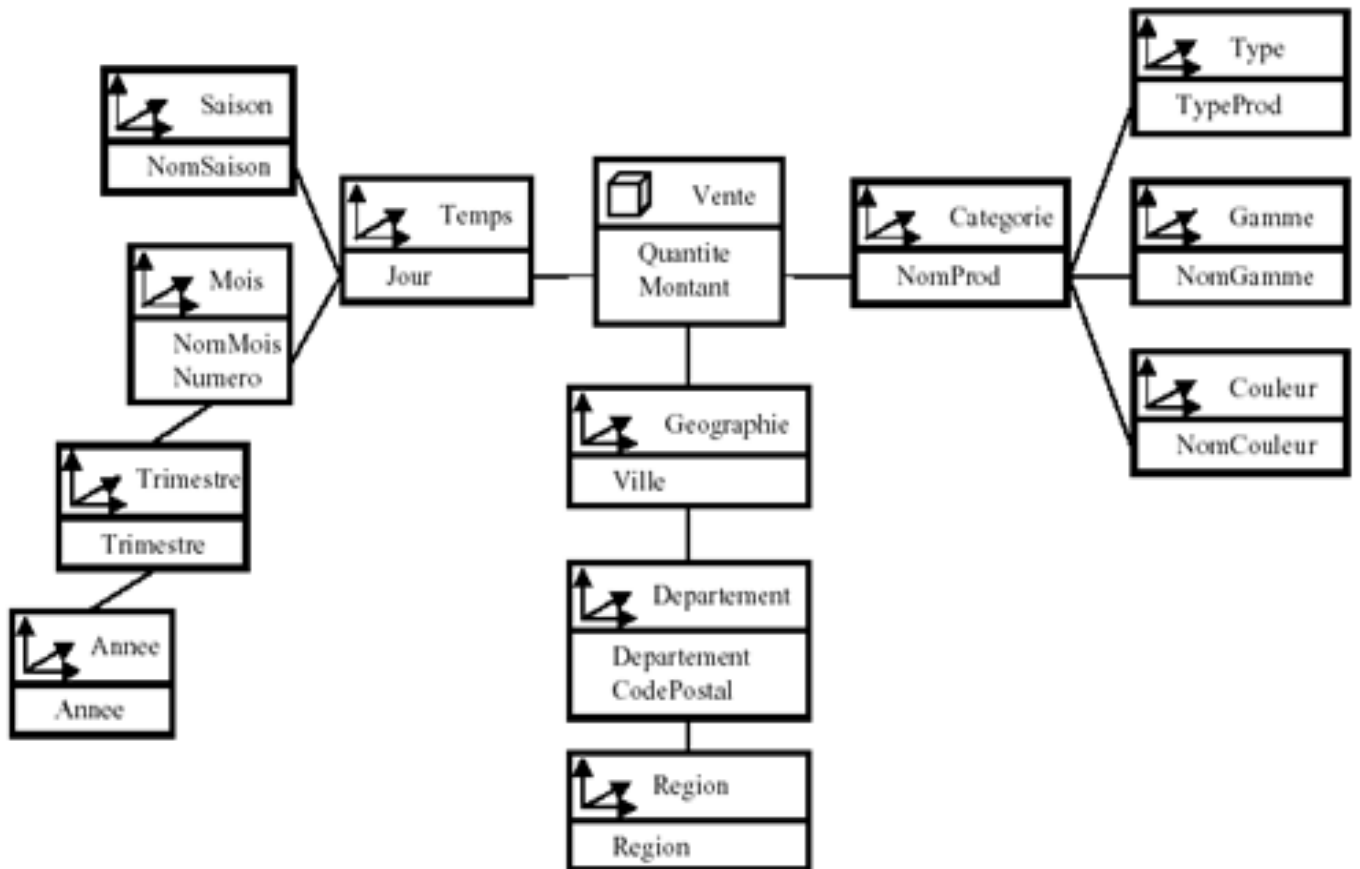 Saison
NomSaison
Mois
NomMois
Numero
Trimestre
Trimestre
Annee
Annee
Temps
Jour
Vente
Quantite
Montant
Geographie
Ville
Departement
Departement
CodePostal
Region
Region
Categorie
NomProd
Type
TypeProd
Gamme
NomGamme
Couleur
NomCouleur